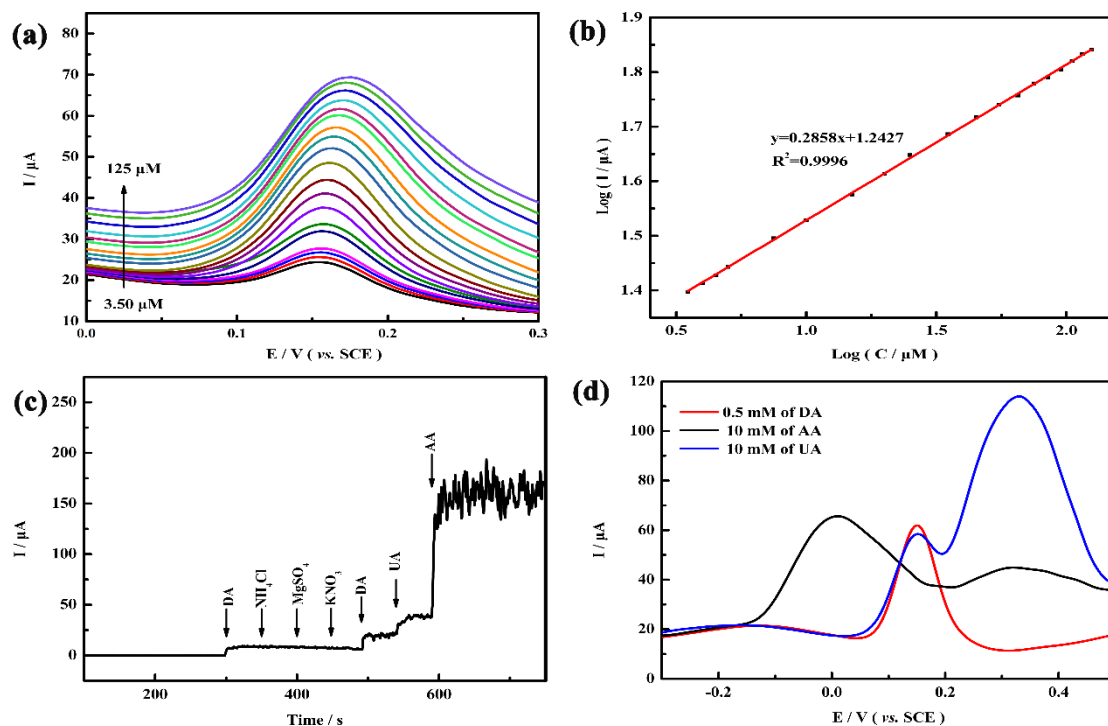 (a)
80
70
60
50
40
30
20
10
I / μA
125 μM
3.50 μM
0.0
0.1
0.2
0.3
E / V ( vs. SCE )
(b)
1.9
1.8
1.7
1.6
1.5
1.4
Log ( I / μA )
y=0.2858x+1.2427
R²=0.9996
0.5
1.0
1.5
2.0
Log ( C / μM )
(c)
250
200
150
100
50
0
I / μA
DA
NH₄Cl
MgSO₄
KNO₃
DA
UA
AA
200
400
600
Time / s
(d)
120
100
80
60
40
20
0
I / μA
0.5 mM of DA
10 mM of AA
10 mM of UA
-0.2
0.0
0.2
0.4
E / V ( vs. SCE )